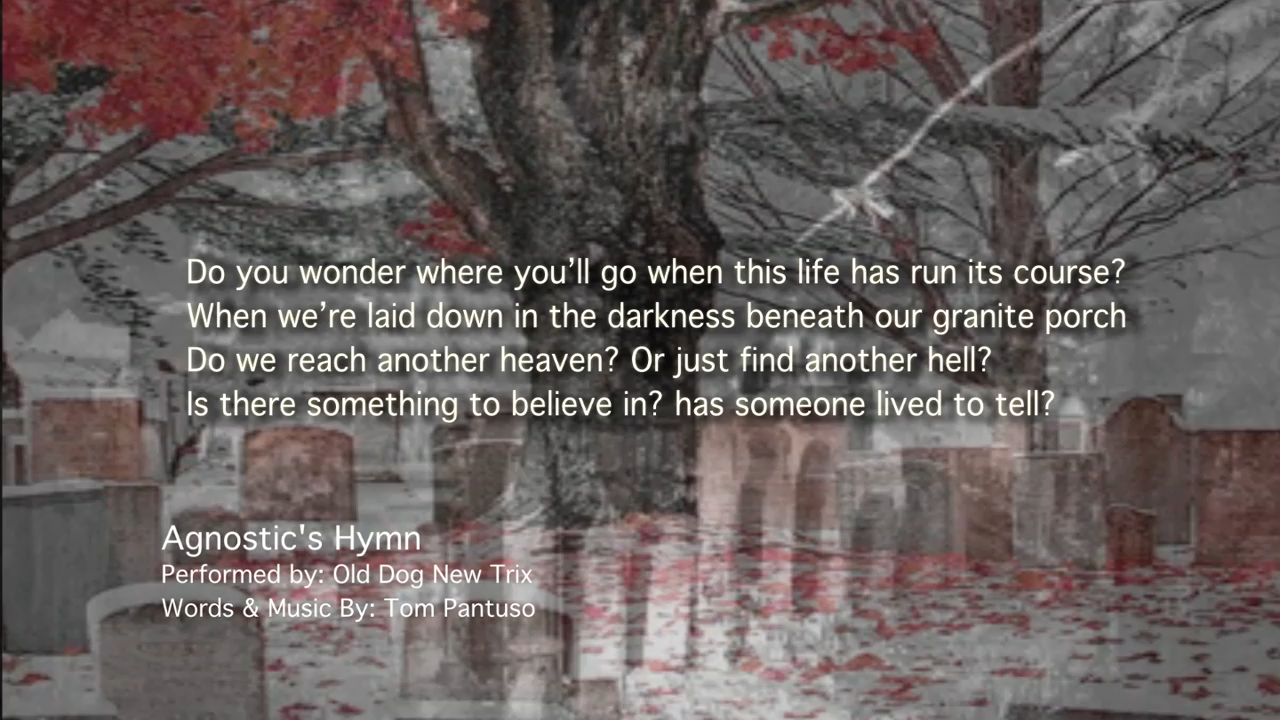 Do you wonder where you’ll go when this life has run its course?
When we’re laid down in the darkness beneath our granite porch
Do we reach another heaven? Or just find another hell?
Is there something to believe in? has someone lived to tell?
Agnostic's Hymn
Performed by: Old Dog New Trix
Words & Music By: Tom Pantuso